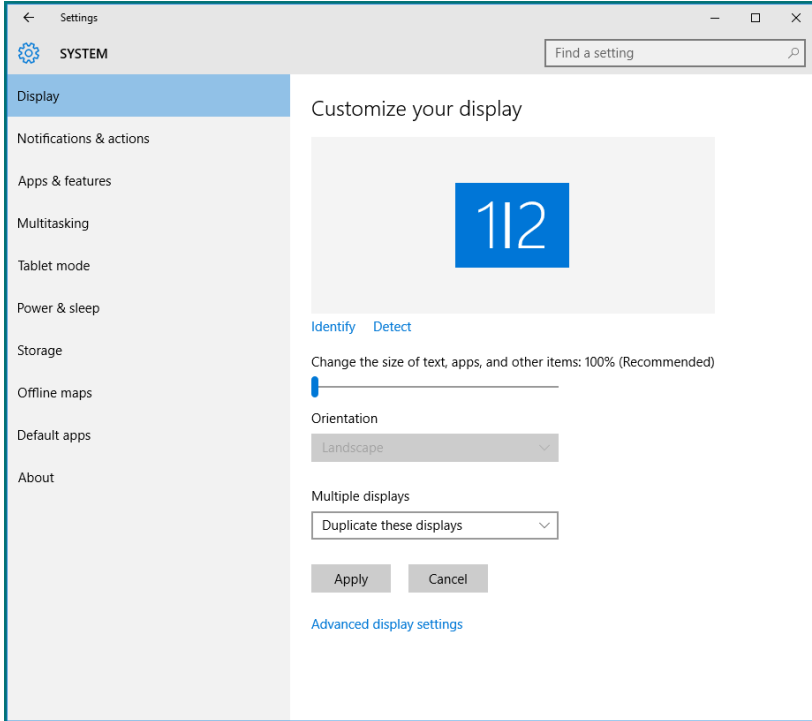 Settings
SYSTEM
Find a setting
Display
Notifications & actions
Apps & features
Multitasking
Tablet mode
Power & sleep
Storage
Offline maps
Default apps
About
Customize your display
1|2
Identify Detect
Change the size of text, apps, and other items: 100% (Recommended)
Orientation
Landscape
Multiple displays
Duplicate these displays
Apply Cancel
Advanced display settings